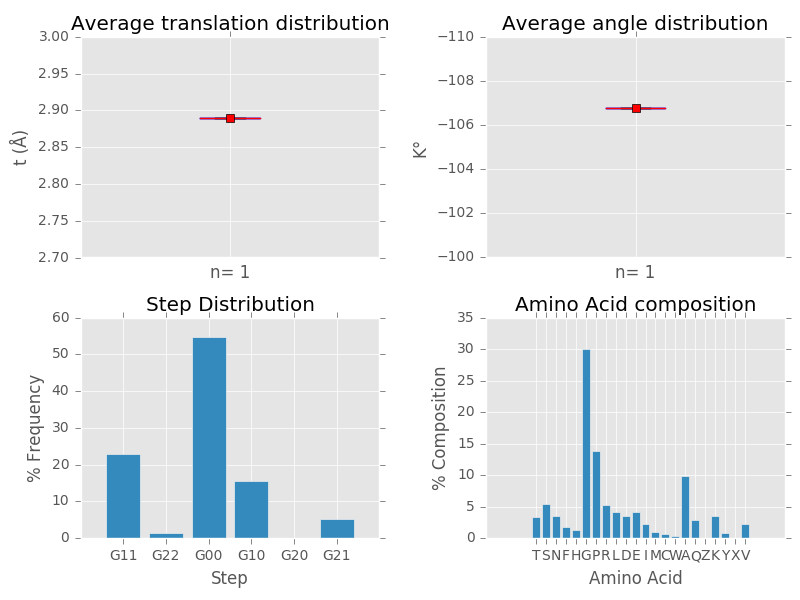 Average translation distribution
3.00
2.95
2.90
2.85
2.80
2.75
2.70
t (Å)
n= 1
Average angle distribution
−110
−108
−106
−104
−102
−100
K°
n= 1
Step Distribution
60
50
40
30
20
10
0
% Frequency
G11 G22 G00 G10 G20 G21
Step
Amino Acid composition
35
30
25
20
15
10
5
0
% Composition
T S N F H G P R L D E I M C W A Q Z K Y X V
Amino Acid